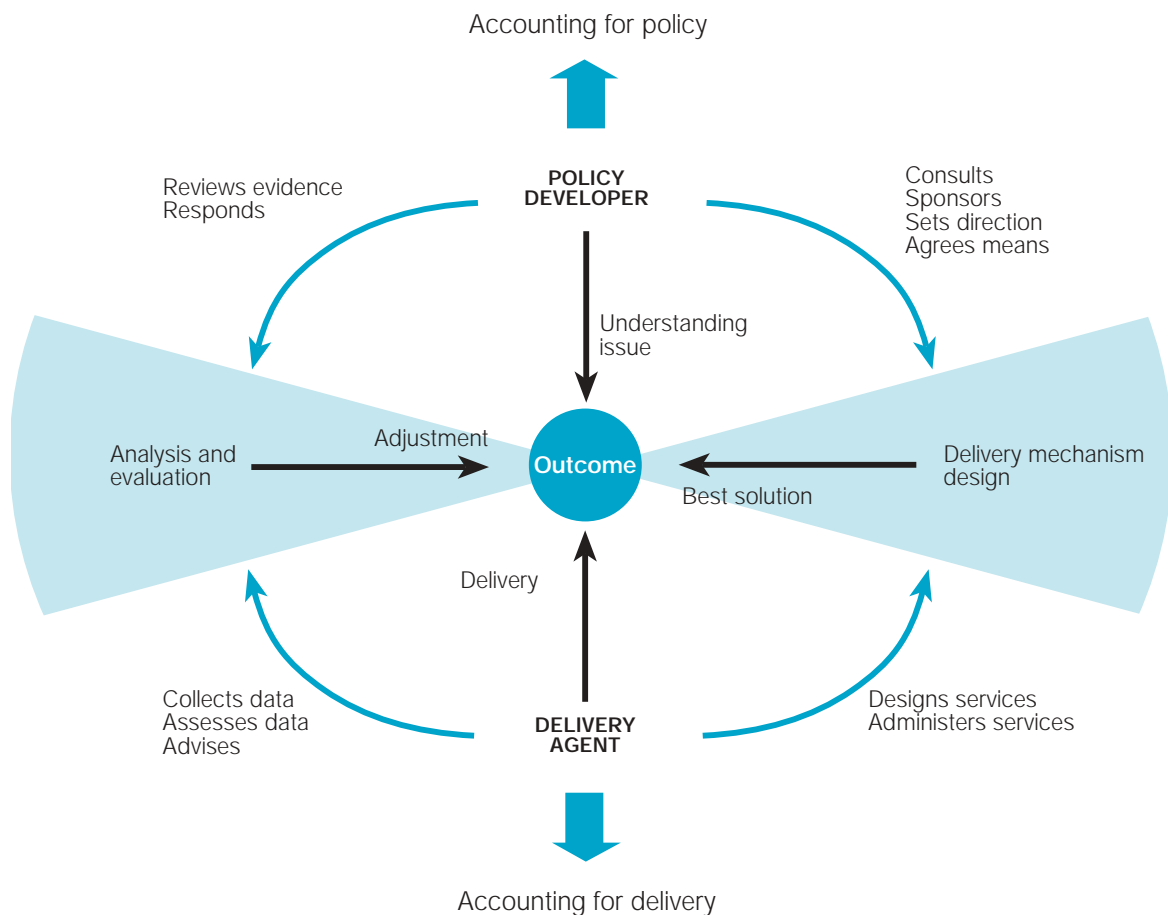 Accounting for policy
Reviews evidence
Responds
POLICY
DEVELOPER
Consults
Sponsors
Sets direction
Agrees means
Understanding
issue
Analysis and
evaluation
Adjustment
Outcome
Best solution
Delivery mechanism
design
Delivery
Collects data
Assesses data
Advises
DELIVERY
AGENT
Designs services
Administers services
Accounting for delivery